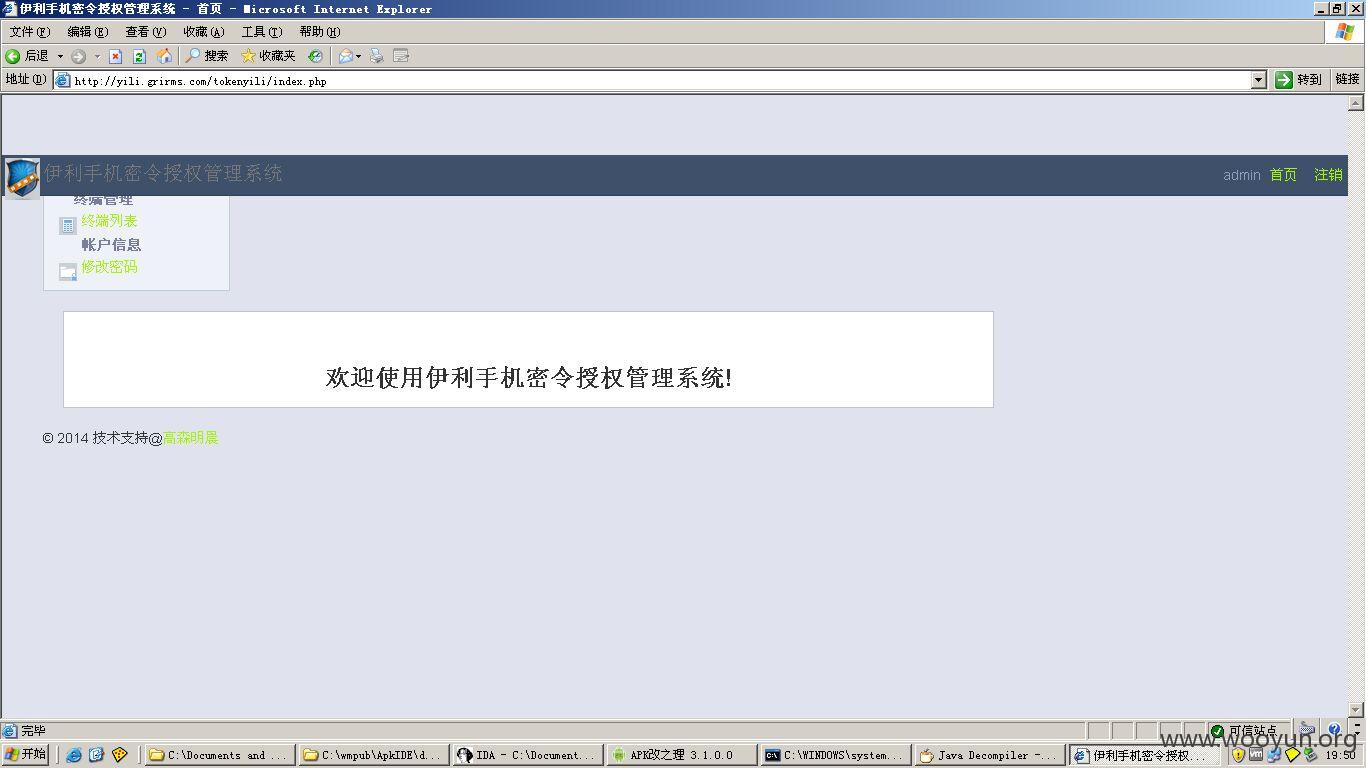 伊利手机密令授权管理系统 - 首页 - Microsoft Internet Explorer
文件(F) 编辑(E) 查看(V) 收藏(A) 工具(T) 帮助(H)
后退 搜索 收藏夹
地址(D) http://yili.grirms.com/tokenyili/index.php 转到 链接
伊利手机密令授权管理系统 admin 首页 注销
终端管理
终端列表
帐户信息
修改密码
欢迎使用伊利手机密令授权管理系统!
© 2014 技术支持@高森明晨
完毕 可信站点
www.wooyun.org
开始 C:\Documents and ... C:\wmpub\ApkIDE\d... IDA - C:\Document... APK改之理 3.1.0.0 C:\WINDOWS\system... Java Decompiler -... 伊利手机密令授权... 19:50